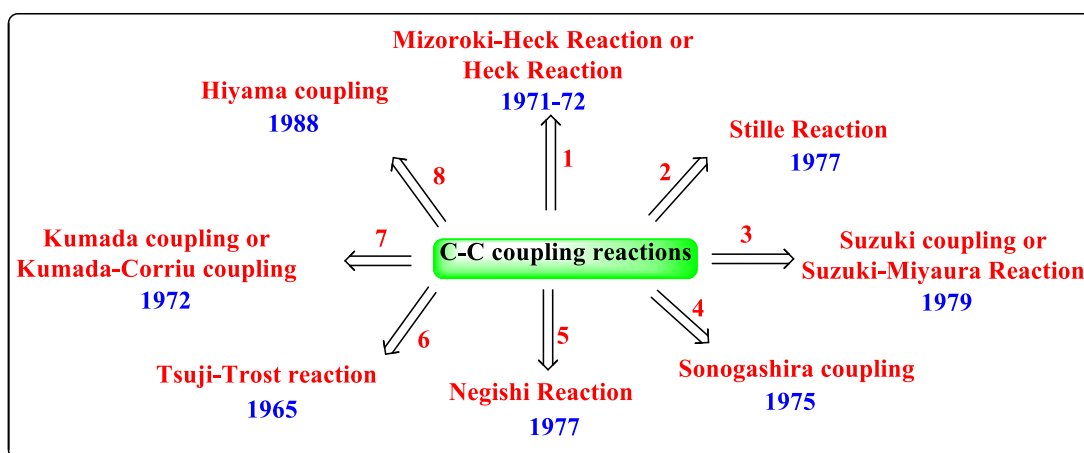 Mizoroki-Heck Reaction or
Heck Reaction
1971-72
1
Stille Reaction
1977
2
Suzuki coupling or
Suzuki-Miyaura Reaction
1979
3
Sonogashira coupling
1975
4
Negishi Reaction
1977
5
Tsuji-Trost reaction
1965
6
Kumada coupling or
Kumada-Corriu coupling
1972
7
Hiyama coupling
1988
8
C-C coupling reactions